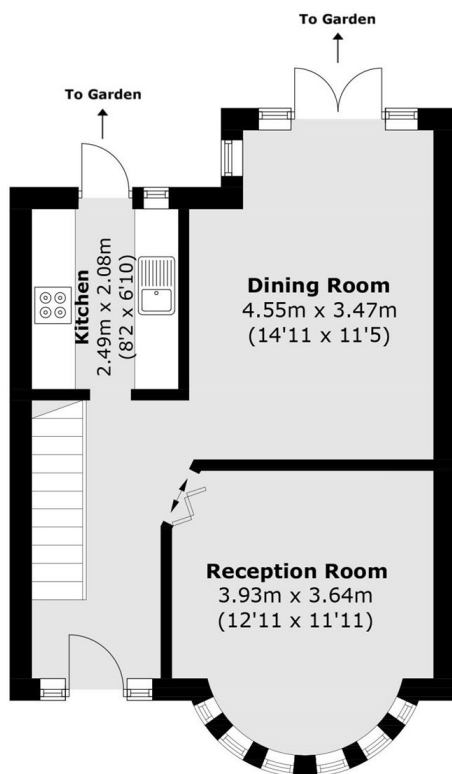 To Garden
To Garden
Kitchen
2.49m x 2.08m
(8'2 x 6'10)
Dining Room
4.55m x 3.47m
(14'11 x 11'5)
Reception Room
3.93m x 3.64m
(12'11 x 11'11)